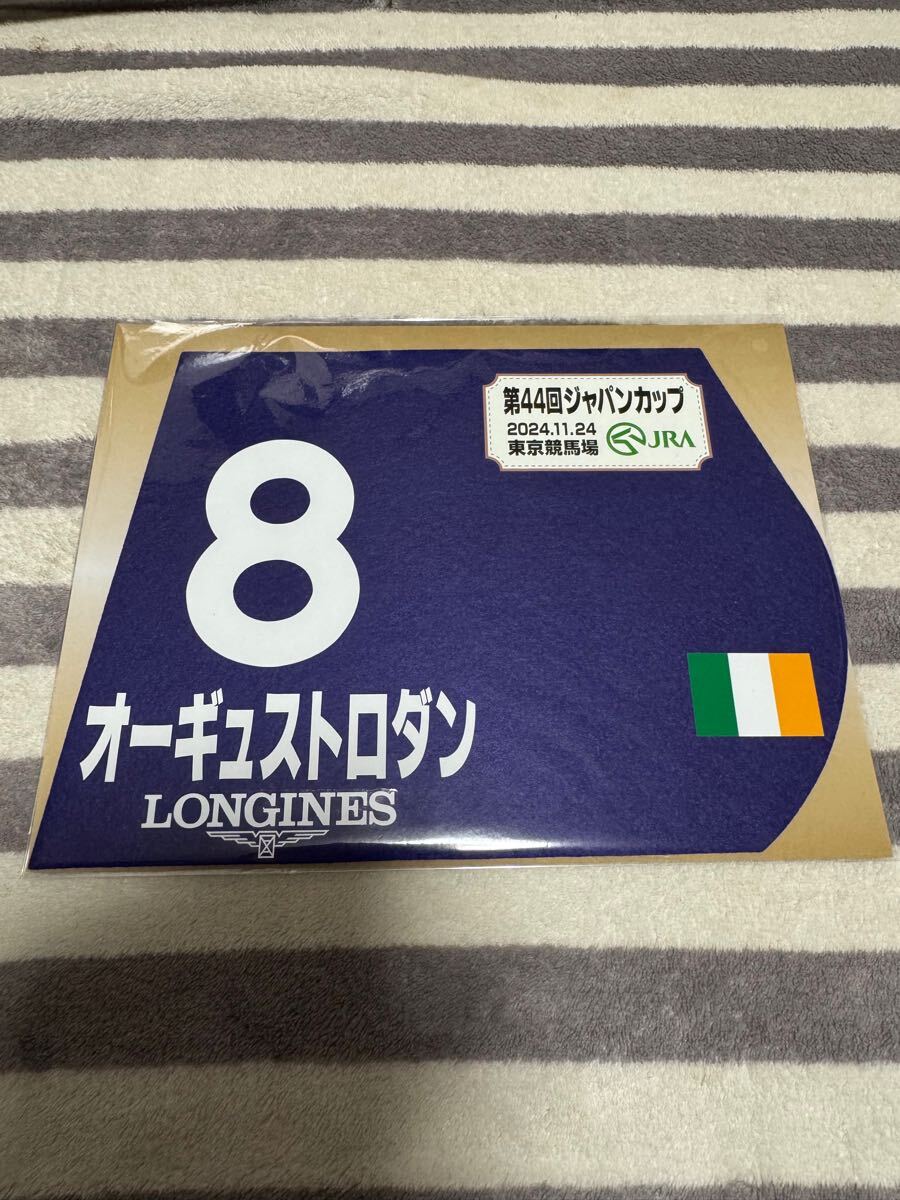 第44回ジャパンカップ
2024.11.24
東京競馬場
JRA
8
オーギュストロダン
LONGINES